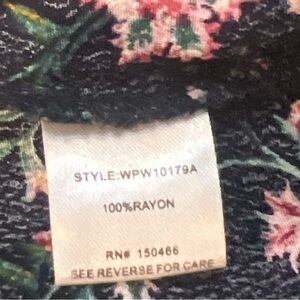 STYLE:WPW10179A
100%RAYON
RN# 150466
SEE REVERSE FOR CARE